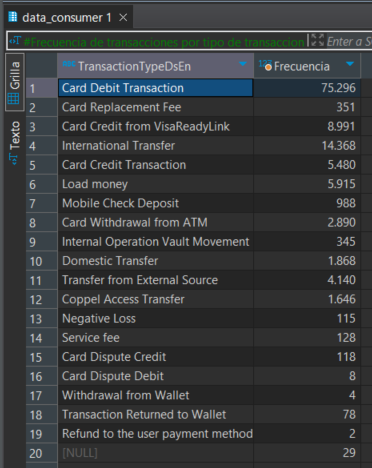 data_consumer 1
#Frecuencia de transacciones por tipo de transaccion Enter a S
Grilla
Texto
TransactionTypeDsEn 123 Frecuencia
1 Card Debit Transaction 75.296
2 Card Replacement Fee 351
3 Card Credit from VisaReadyLink 8.991
4 International Transfer 14.368
5 Card Credit Transaction 5.480
6 Load money 5.915
7 Mobile Check Deposit 988
8 Card Withdrawal from ATM 2.890
9 Internal Operation Vault Movement 345
10 Domestic Transfer 1.868
11 Transfer from External Source 4.140
12 Coppel Access Transfer 1.646
13 Negative Loss 115
14 Service fee 128
15 Card Dispute Credit 118
16 Card Dispute Debit 8
17 Withdrawal from Wallet 4
18 Transaction Returned to Wallet 78
19 Refund to the user payment method 2
20 [NULL] 29